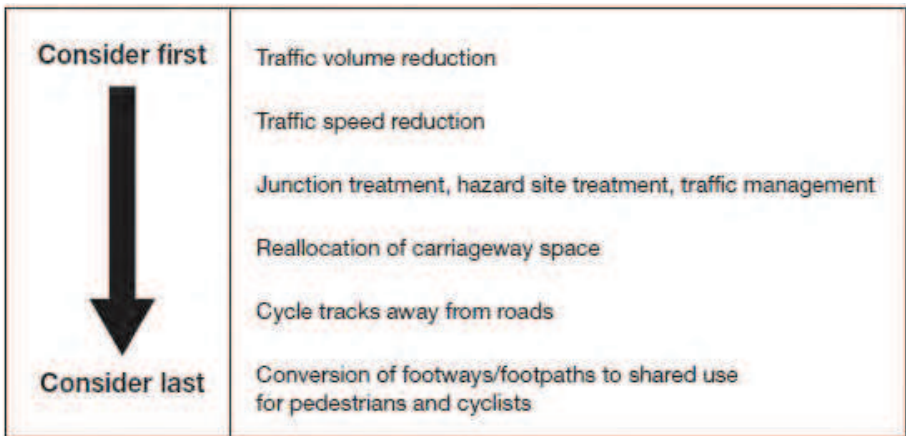 Consider first
Traffic volume reduction
Traffic speed reduction
Junction treatment, hazard site treatment, traffic management
Reallocation of carriageway space
Cycle tracks away from roads
Consider last
Conversion of footways/footpaths to shared use
for pedestrians and cyclists